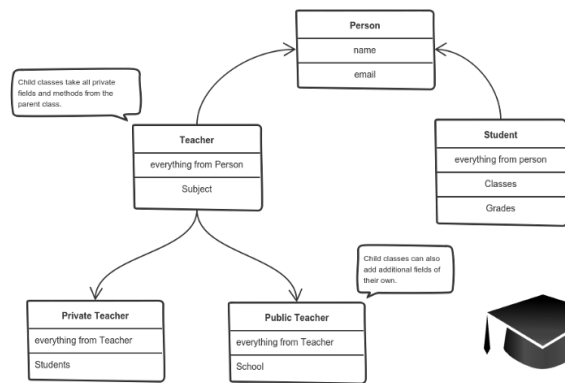 Person
name
email
Child classes take all private
fields and methods from the
parent class.
Teacher
everything from Person
Subject
Student
everything from person
Classes
Grades
Child classes can also
add additional fields of
their own.
Private Teacher
everything from Teacher
Students
Public Teacher
everything from Teacher
School